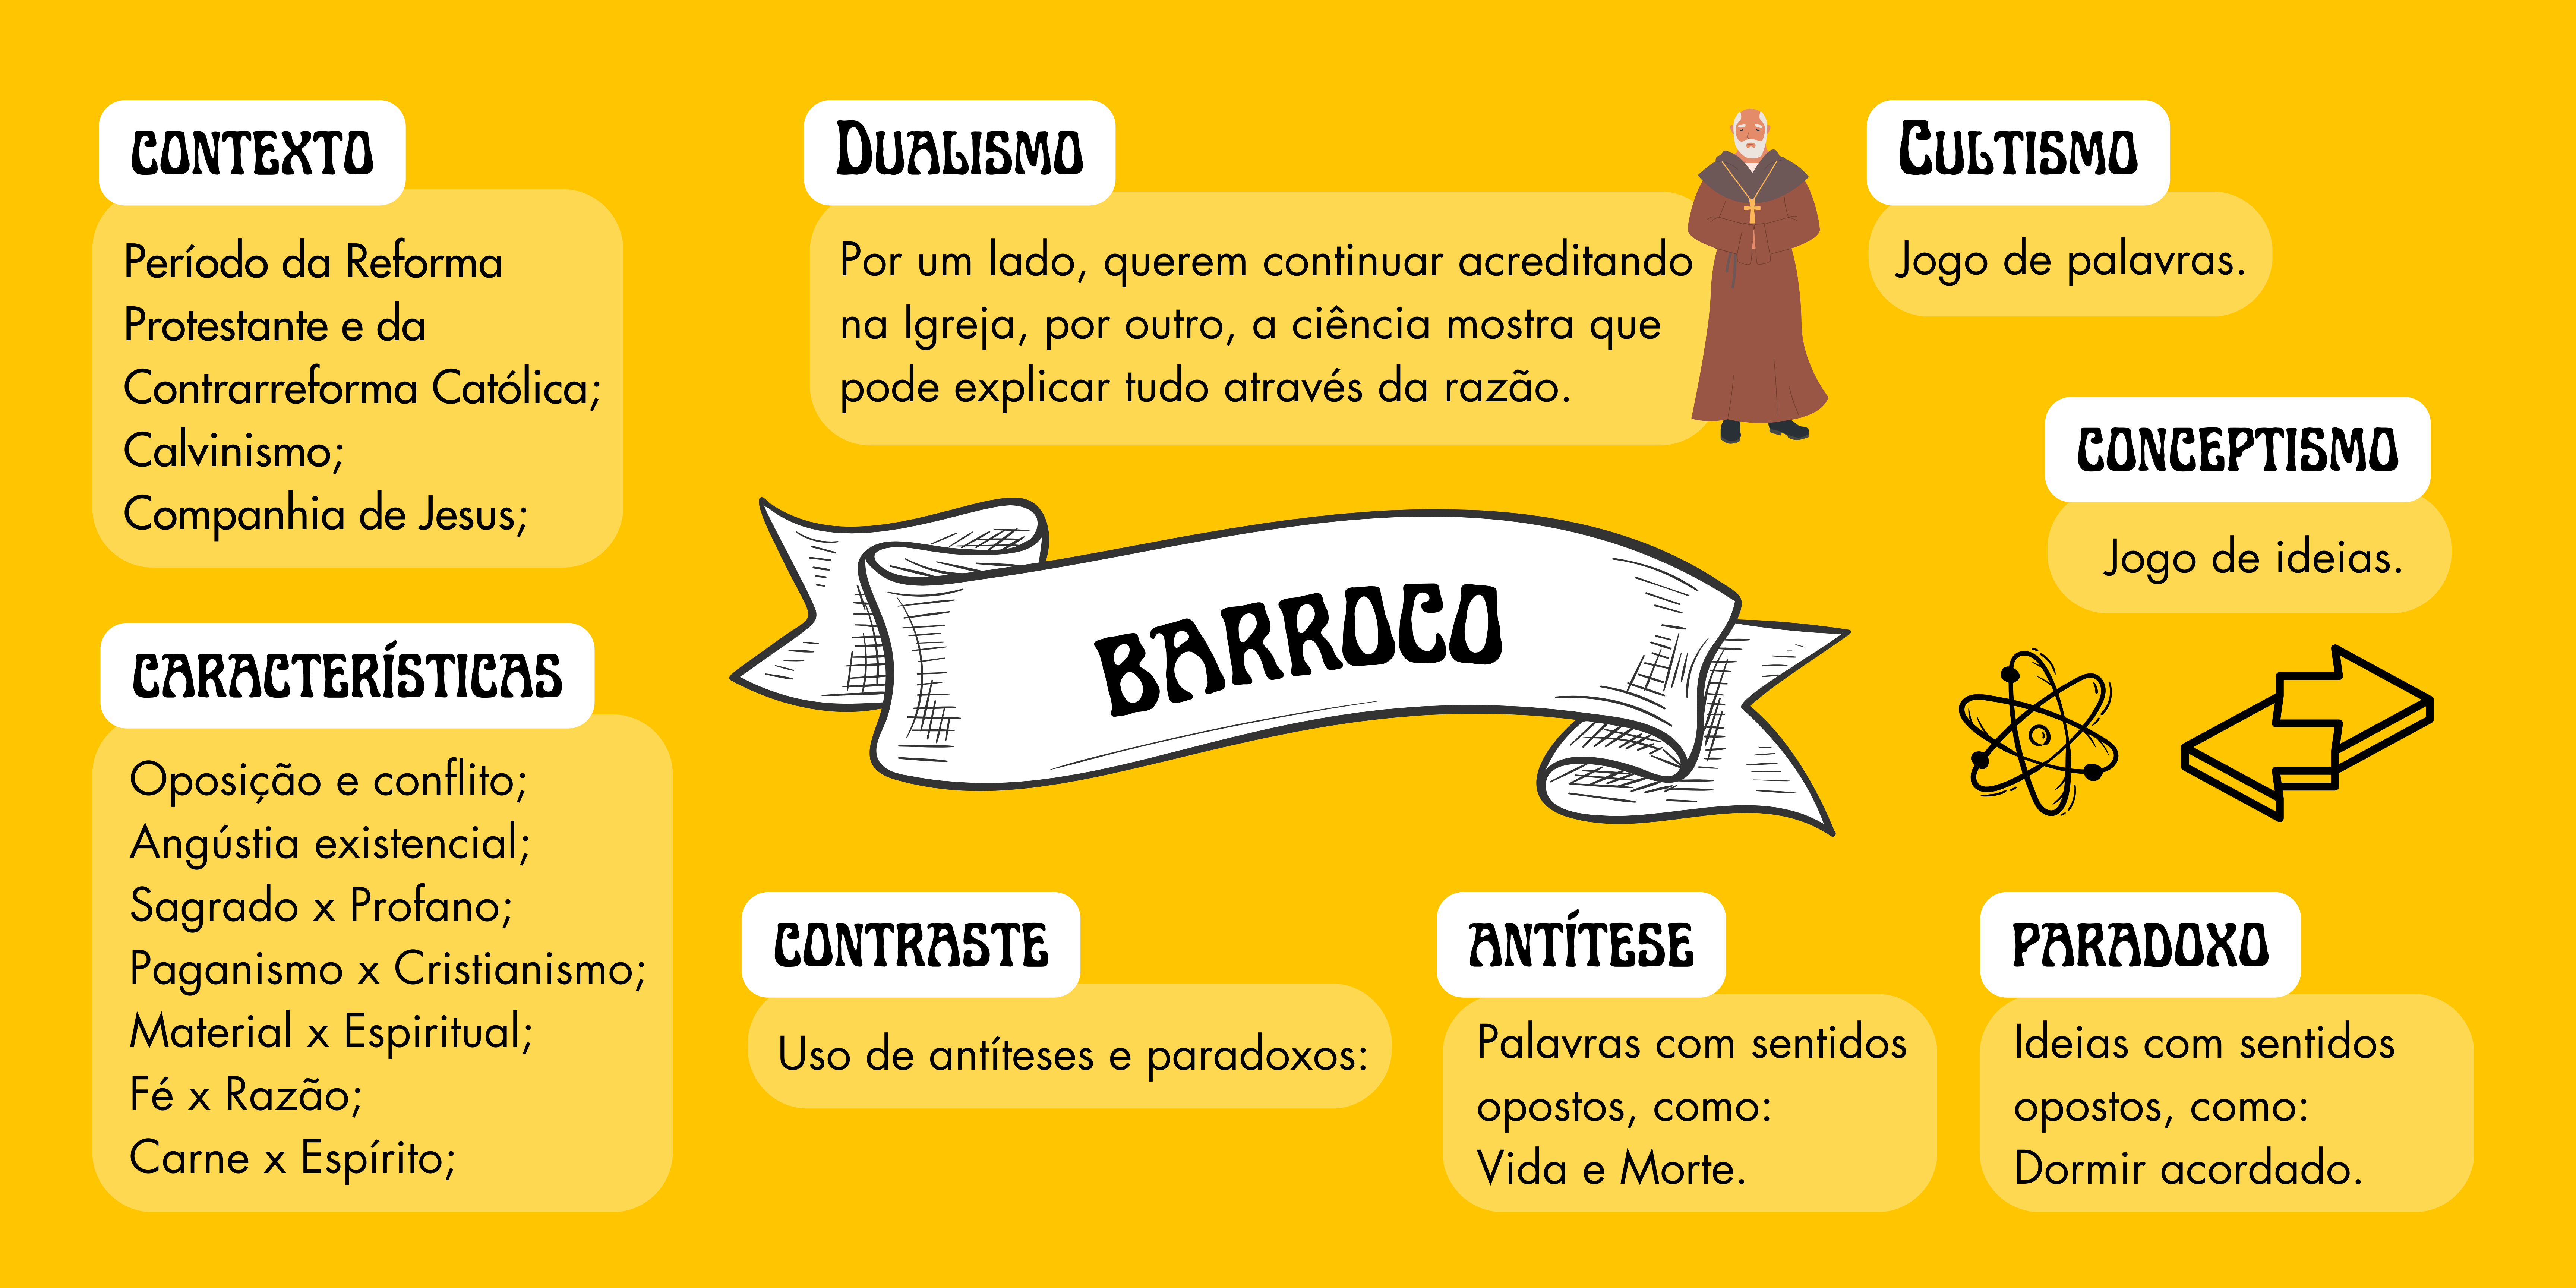 CONTEXTO
Período da Reforma
Protestante e da
Contrarreforma Católica;
Calvinismo;
Companhia de Jesus;
CARACTERÍSTICAS
Oposição e conflito;
Angústia existencial;
Sagrado x Profano;
Paganismo x Cristianismo;
Material x Espiritual;
Fé x Razão;
Carne x Espírito;
DUALISMO
Por um lado, querem continuar acreditando
na Igreja, por outro, a ciência mostra que
pode explicar tudo através da razão.
CULTISMO
Jogo de palavras.
CONCEPTISMO
Jogo de ideias.
BARROCO
CONTRASTE
Uso de antíteses e paradoxos:
ANTÍTESE
Palavras com sentidos
opostos, como:
Vida e Morte.
PARADOXO
Ideias com sentidos
opostos, como:
Dormir acordado.